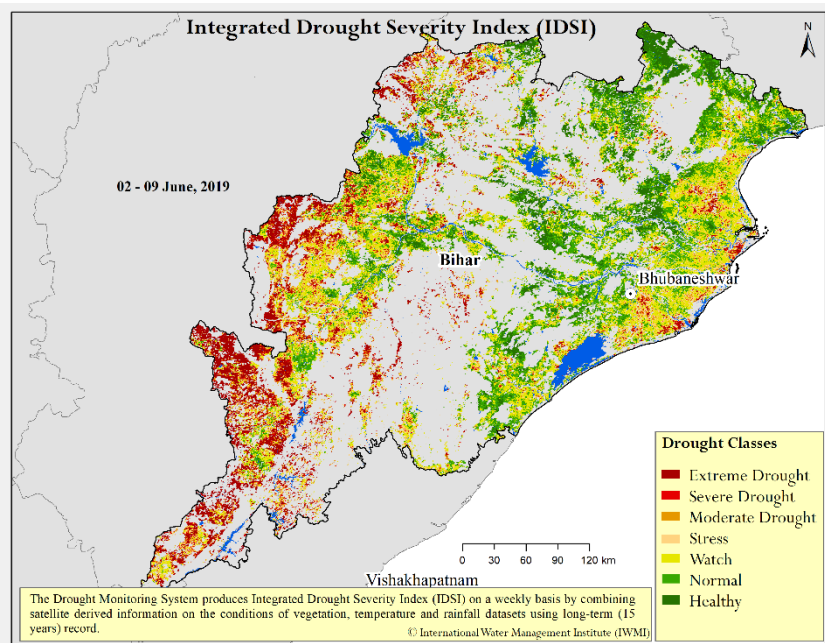 Integrated Drought Severity Index (IDSI)
N
02 - 09 June, 2019
Bihar
Bhubaneshwar
Drought Classes
Extreme Drought
Severe Drought
Moderate Drought
Stress
Watch
Normal
Healthy
0 30 60 90 120 km
Vishakhapatnam
The Drought Monitoring System produces Integrated Drought Severity Index (IDSI) on a weekly basis by combining
satellite derived information on the conditions of vegetation, temperature and rainfall datasets using long-term (15
years) record.
© International Water Management Institute (IWMI)